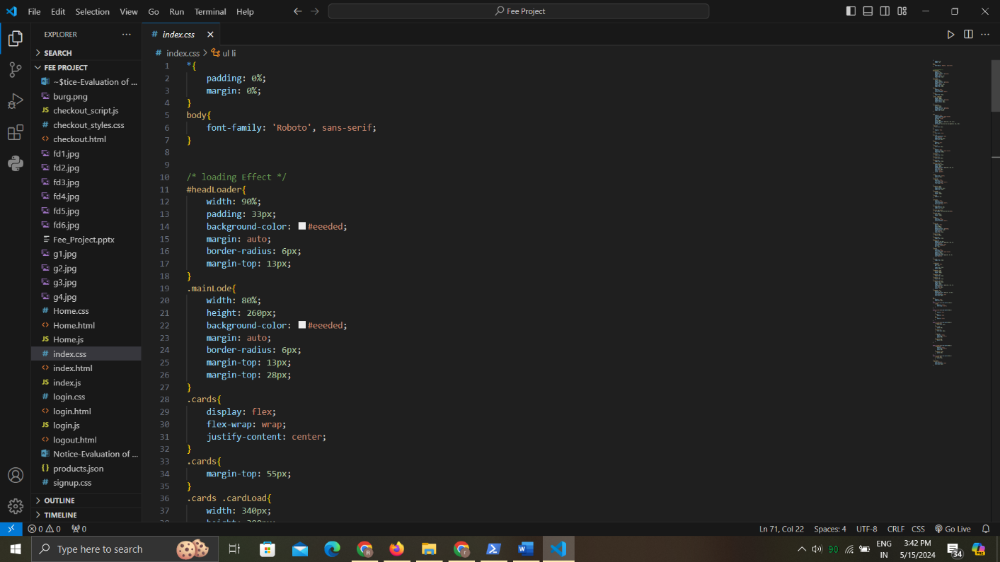 File Edit Selection View Go Run Terminal Help
Fee Project
EXPLORER
SEARCH
FEE PROJECT
~$tice-Evaluation of ...
burg.png
JS checkout_script.js
# checkout_styles.css
<> checkout.html
fd1.jpg
fd2.jpg
fd3.jpg
fd4.jpg
fd5.jpg
fd6.jpg
Fee_Project.pptx
g1.jpg
g2.jpg
g3.jpg
g4.jpg
# Home.css
<> Home.html
JS Home.js
# index.css
<> index.html
JS index.js
# login.css
<> login.html
JS login.js
<> logout.html
Notice-Evaluation of ...
{} products.json
# signup.css
OUTLINE
TIMELINE
# index.css
# index.css > ul li
1 *{
2 padding: 0%;
3 margin: 0%;
4 }
5 body{
6 font-family: 'Roboto', sans-serif;
7 }
8
9
10 /* loading Effect */
11 #headLoader{
12 width: 90%;
13 padding: 33px;
14 background-color: #eeeded;
15 margin: auto;
16 border-radius: 6px;
17 margin-top: 13px;
18 }
19 .mainLode{
20 width: 80%;
21 height: 260px;
22 background-color: #eeeded;
23 margin: auto;
24 border-radius: 6px;
25 margin-top: 13px;
26 margin-top: 28px;
27 }
28 .cards{
29 display: flex;
30 flex-wrap: wrap;
31 justify-content: center;
32 }
33 .cards{
34 margin-top: 55px;
35 }
36 .cards .cardLoad{
37 width: 340px;
0 0 0
Ln 71, Col 22 Spaces: 4 UTF-8 CRLF CSS Go Live
Type here to search
90
ENG
IN
3:42 PM
5/15/2024
34